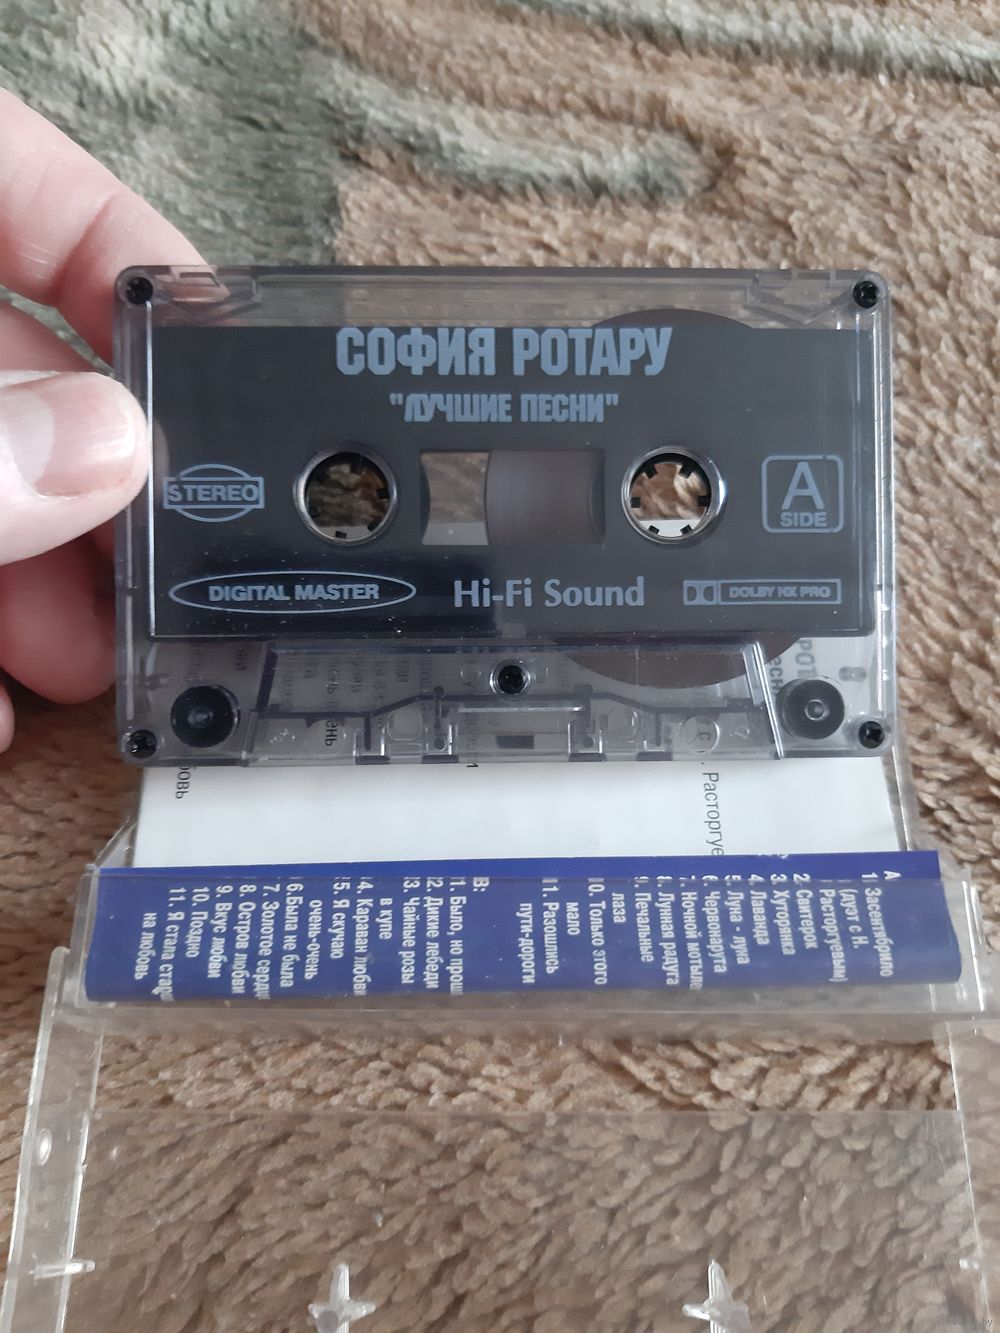 СОФИЯ РОТАРУ
"ЛУЧШИЕ ПЕСНИ"
STEREO
A
SIDE
DIGITAL MASTER
Hi-Fi Sound
DOLBY HX PRO
Расторгуе
A
1. Засентябрило
(дуэт с Н.
Расторгуевым)
2. Свитерок
3. Хуторянка
4. Лаванда
5. Луна - луна
6. Червонарута
7. Ночной мотыле
8. Лунная радуга
9. Печальные
глаза
10. Только этого
мало
11. Разошлись
пути-дороги
B:
1. Было, но прош
2. Дикие лебеди
3. Чайные розы
в купе
4. Караван любви
5. Я скучаю
6. Была не была
очень-очень
7. Золотое серд
8. Остров любви
9. Вкус любви
10. Поздно
11. Я стала стар
на любовь